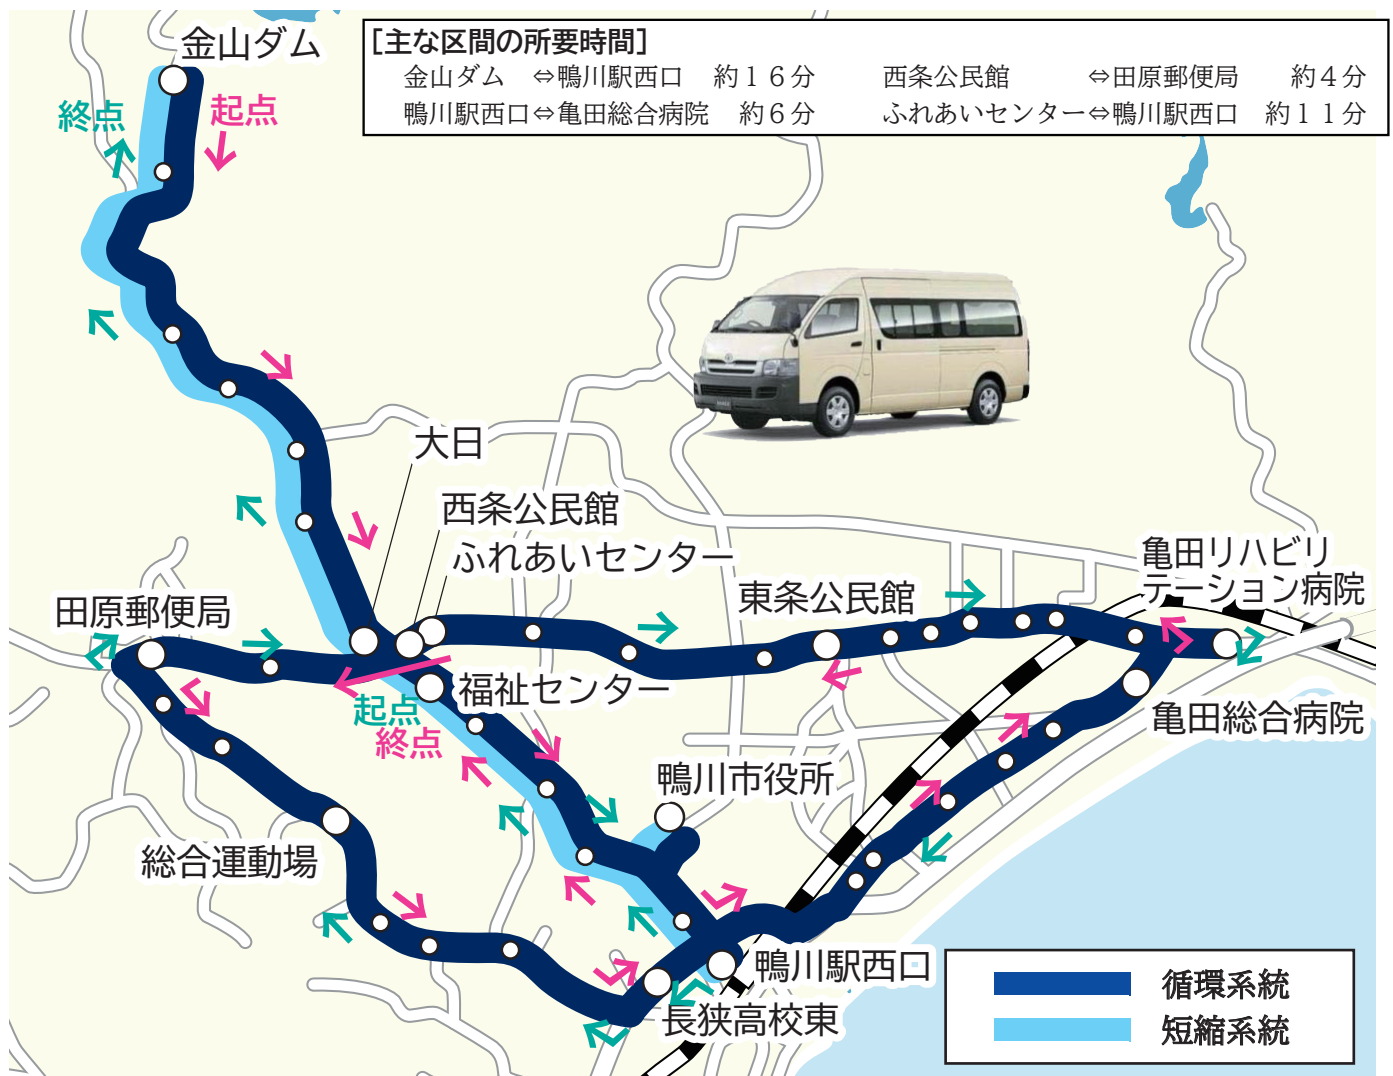 [主な区間の所要時間]
金山ダム ⇔鴨川駅西口 約１６分 西条公民館 ⇔田原郵便局 約４分
鴨川駅西口⇔亀田総合病院 約６分 ふれあいセンター⇔鴨川駅西口 約１１分
金山ダム
終点
起点
大日
西条公民館
ふれあいセンター
亀田リハビリ
テーション病院
田原郵便局
東条公民館
福祉センター
起点
終点
亀田総合病院
鴨川市役所
総合運動場
鴨川駅西口
長狭高校東
循環系統
短縮系統